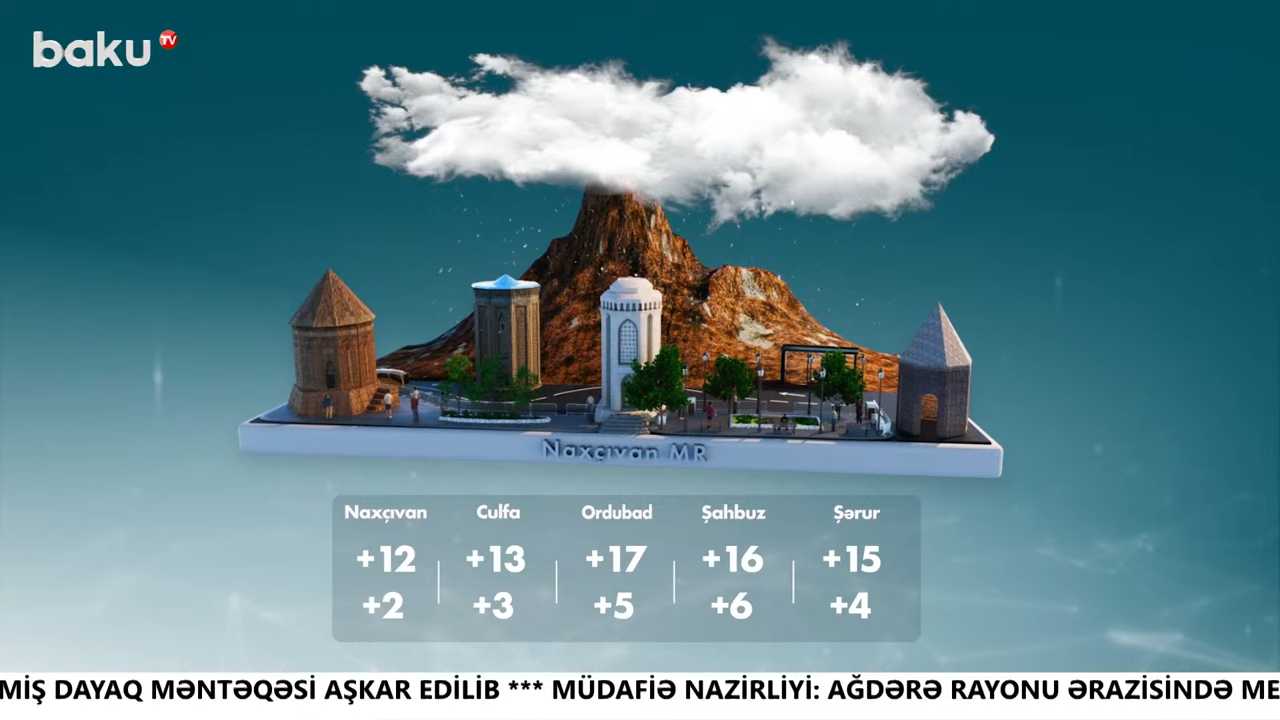 baku TV
Naxçıvan MR
Naxçıvan Culfa Ordubad Şahbuz Şərur
+12 +13 +17 +16 +15
+2 +3 +5 +6 +4
MİŞ DAYAQ MƏNTƏQƏSİ AŞKAR EDİLİB *** MÜDAFİƏ NAZİRLİYİ: AĞDƏRƏ RAYONU ƏRAZİSİNDƏ ME